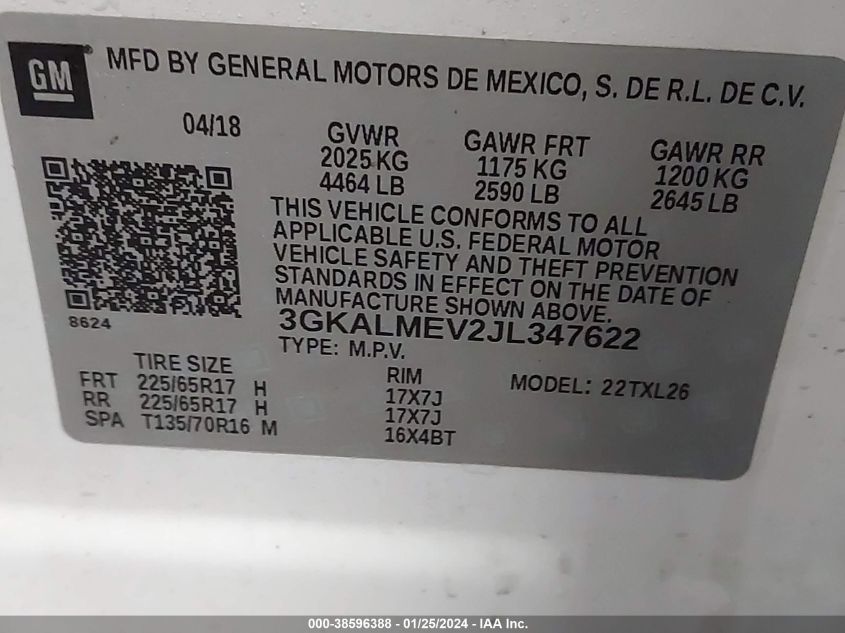 GM ® MFD BY GENERAL MOTORS DE MEXICO, S. DE R.L. DE C.V.
04/18 GVWR GAWR FRT GAWR RR
2025 KG 1175 KG 1200 KG
4464 LB 2590 LB 2645 LB
THIS VEHICLE CONFORMS TO ALL
APPLICABLE U.S. FEDERAL MOTOR
VEHICLE SAFETY AND THEFT PREVENTION
STANDARDS IN EFFECT ON THE DATE OF
MANUFACTURE SHOWN ABOVE.
8624 3GKALMEV2JL347622
TYPE: M.P.V.
TIRE SIZE RIM MODEL: 22TXL26
FRT 225/65R17 H 17X7J
RR 225/65R17 H 17X7J
SPA T135/70R16 M 16X4BT
000-38596388 - 01/25/2024 - IAA Inc.